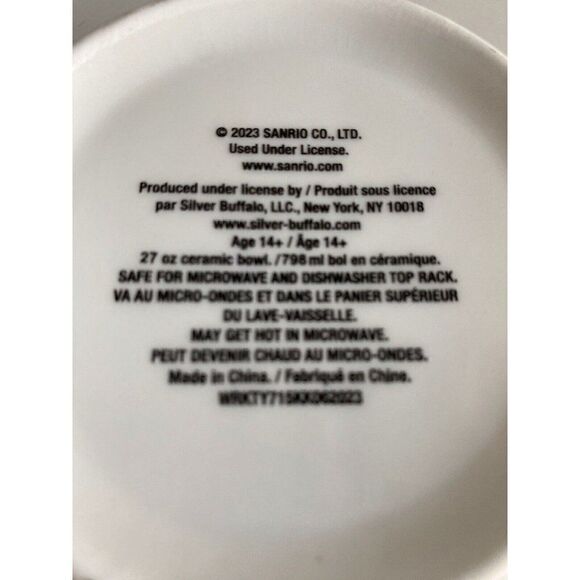 © 2023 SANRIO CO., LTD.
Used Under License.
www.sanrio.com
Produced under license by / Produit sous licence
par Silver Buffalo, LLC., New York, NY 10018
www.silver-buffalo.com
Age 14+ / Âge 14+
27 oz ceramic bowl. /798 ml bol en céramique.
SAFE FOR MICROWAVE AND DISHWASHER TOP RACK.
VA AU MICRO-ONDES ET DANS LE PANIER SUPÉRIEUR
DU LAVE-VAISSELLE.
MAY GET HOT IN MICROWAVE.
PEUT DEVENIR CHAUD AU MICRO-ONDES.
Made in China. / Fabriqué en Chine.